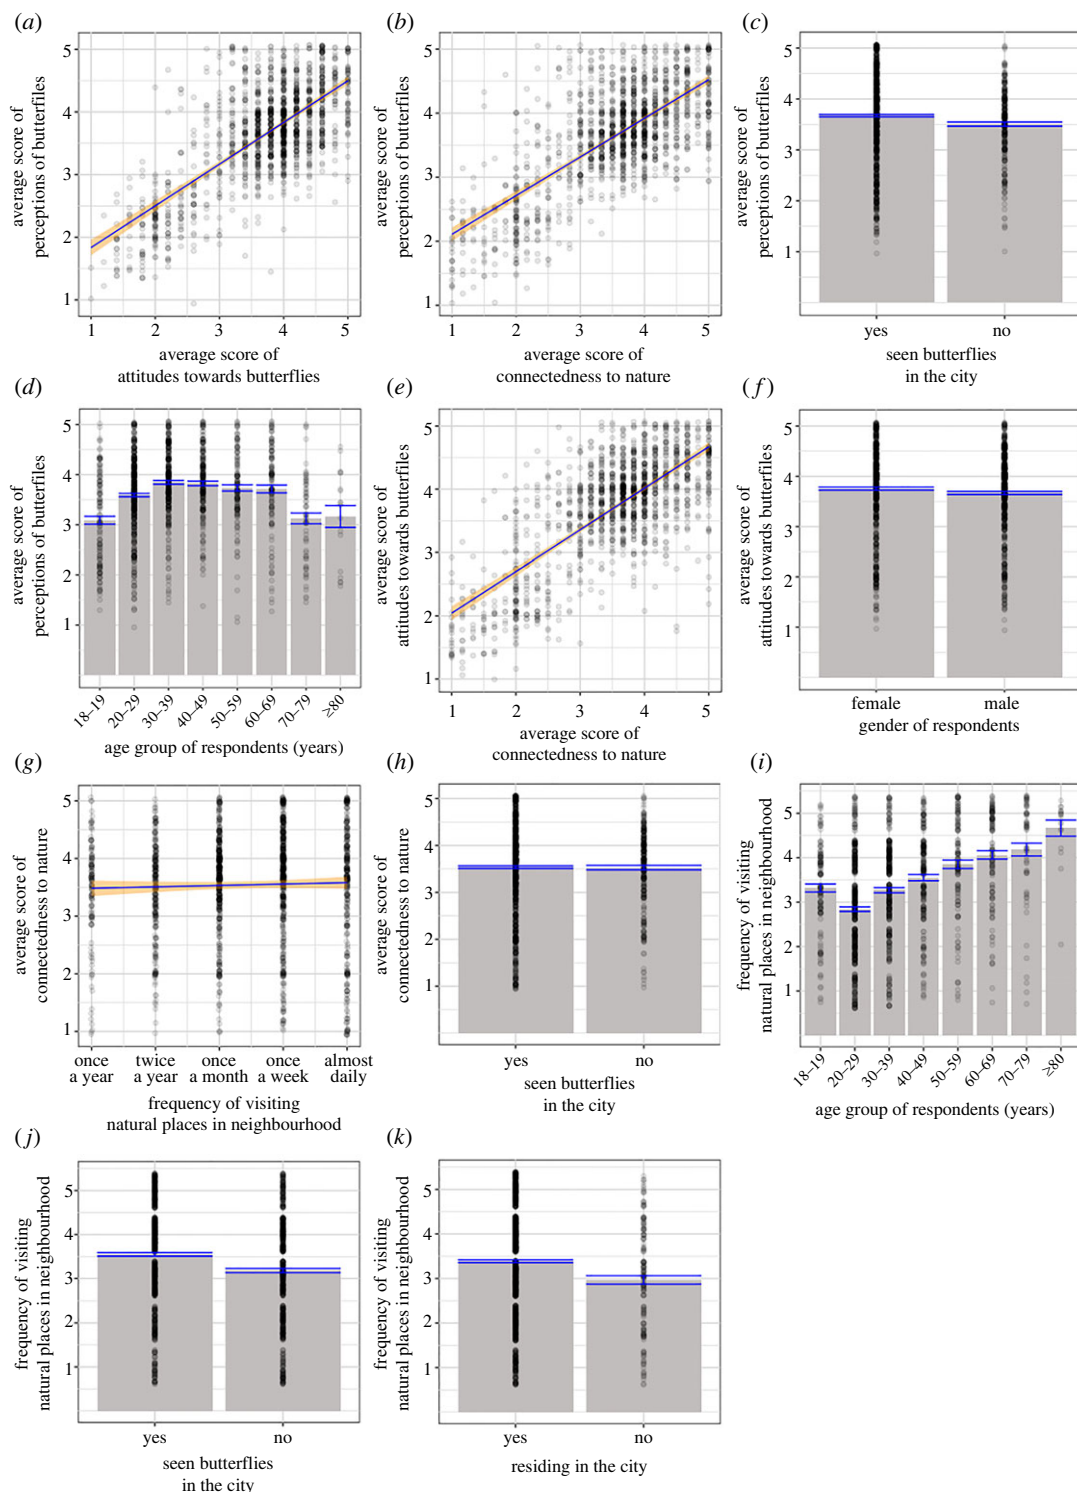 (a)
average score of
perceptions of butterfiles
5
4
3
2
1
1 2 3 4 5
average score of
attitudes towards butterflies
(b)
average score of
perceptions of butterfiles
5
4
3
2
1
1 2 3 4 5
average score of
connectedness to nature
(c)
average score of
perceptions of butterfiles
5
4
3
2
1
yes no
seen butterflies
in the city
(d)
average score of
perceptions of butterfiles
5
4
3
2
1
18–19 20–29 30–39 40–49 50–59 60–69 70–79 ≥80
age group of respondents (years)
(e)
average score of
attitudes towards butterfiles
5
4
3
2
1
1 2 3 4 5
average score of
connectedness to nature
(f)
average score of
attitudes towards butterfiles
5
4
3
2
1
female male
gender of respondents
(g)
average score of
connectedness to nature
5
4
3
2
1
once twice once once almost
a year a year a month a week daily
frequency of visiting
natural places in neighbourhood
(h)
average score of
connectedness to nature
5
4
3
2
1
yes no
seen butterflies
in the city
(i)
frequency of visiting
natural places in neighbourhood
5
4
3
2
1
18–19 20–29 30–39 40–49 50–59 60–69 70–79 ≥80
age group of respondents (years)
(j)
frequency of visiting
natural places in neighbourhood
5
4
3
2
1
yes no
seen butterflies
in the city
(k)
frequency of visiting
natural places in neighbourhood
5
4
3
2
1
yes no
residing in the city